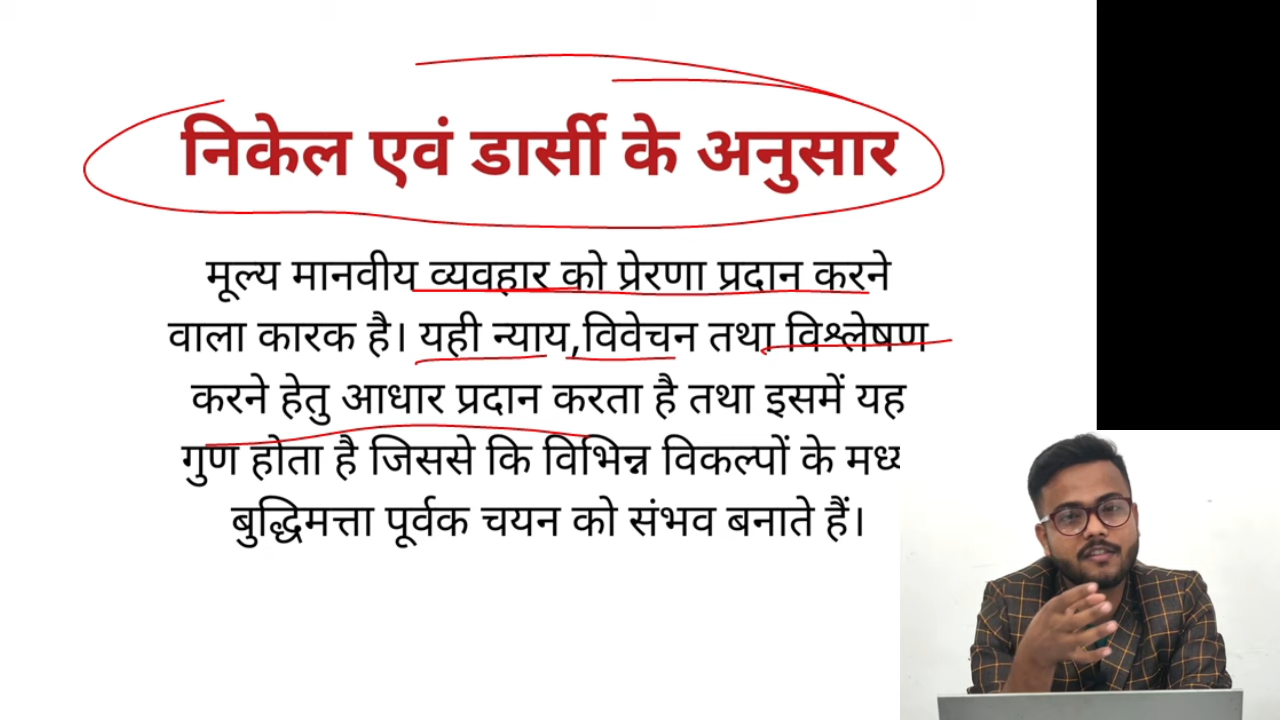 निकेल एवं डार्सी के अनुसार
मूल्य मानवीय व्यवहार को प्रेरणा प्रदान करने
वाला कारक है। यही न्याय,विवेचन तथा विश्लेषण
करने हेतु आधार प्रदान करता है तथा इसमें यह
गुण होता है जिससे कि विभिन्न विकल्पों के
बुद्धिमत्ता पूर्वक चयन को संभव बनाते हैं।